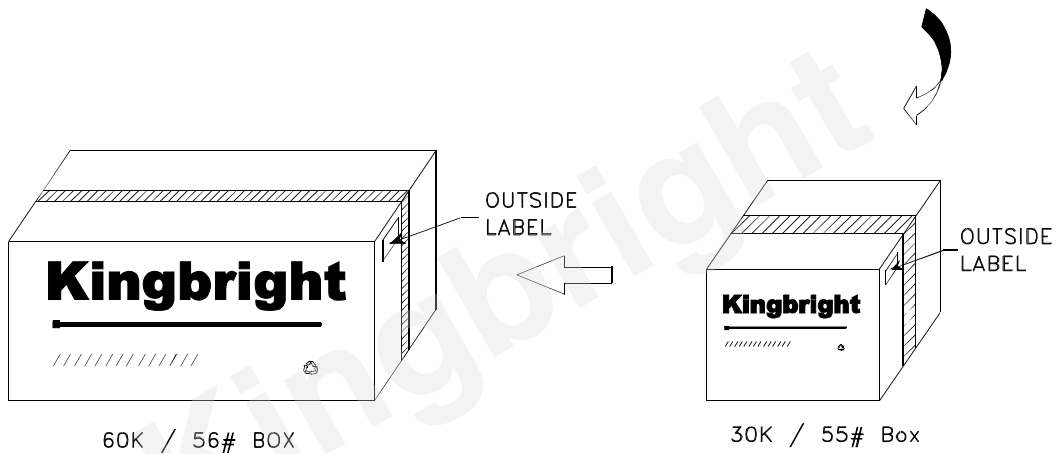 OUTSIDE
LABEL
Kingbright
60K / 56# BOX
OUTSIDE
LABEL
Kingbright
30K / 55# Box
Kingbright